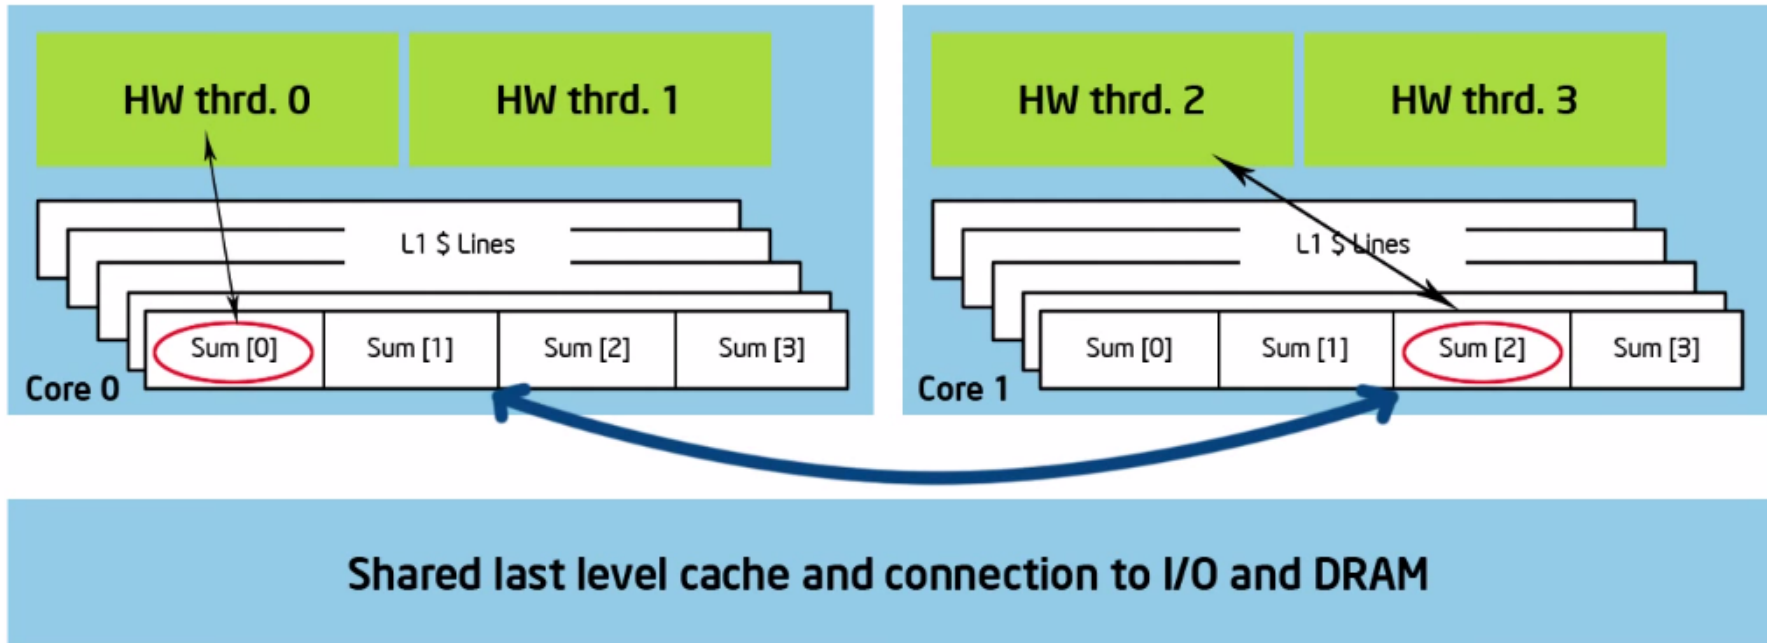 HW thrd. 0
HW thrd. 1
L1 $ Lines
Sum [0]
Sum [1]
Sum [2]
Sum [3]
Core 0
HW thrd. 2
HW thrd. 3
L1 $ Lines
Sum [0]
Sum [1]
Sum [2]
Sum [3]
Core 1
Shared last level cache and connection to I/O and DRAM